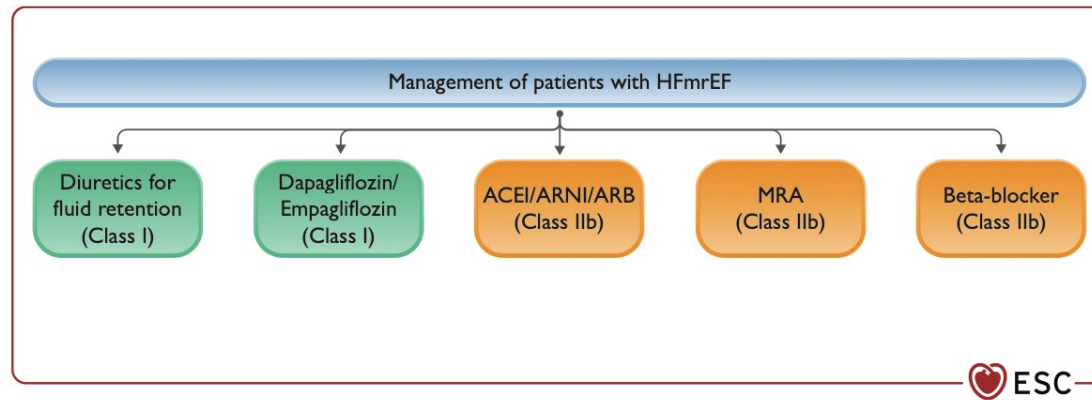 Management of patients with HFmrEF
Diuretics for
fluid retention
(Class I)
Dapagliflozin/
Empagliflozin
(Class I)
ACEI/ARNI/ARB
(Class IIb)
MRA
(Class IIb)
Beta-blocker
(Class IIb)
ESC